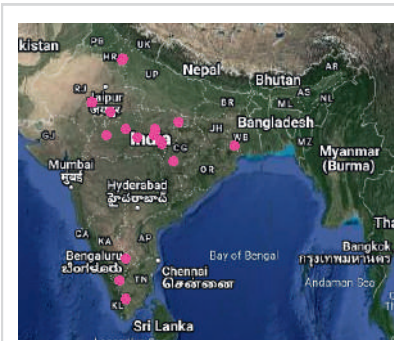 PB
UK
kistan
HR
Nepal
UP
Bhutan
AR
RJ
Jaipur
जयपुर
AS
NL
BR
ML
Bangladesh
GJ
India
JH
WB
MZ
Myanmar
(Burma)
CG
Mumbai
मुंबई
OR
Hyderabad
హైదరాబాద్
GA
KA
AP
Bengaluru
ಬೆಂಗಳೂರು
Bay of Bengal
Bangkok
กรุงเทพมหานคร
Tha
Chennai
சென்னை
TN
Andaman Sea
KL
Sri Lanka